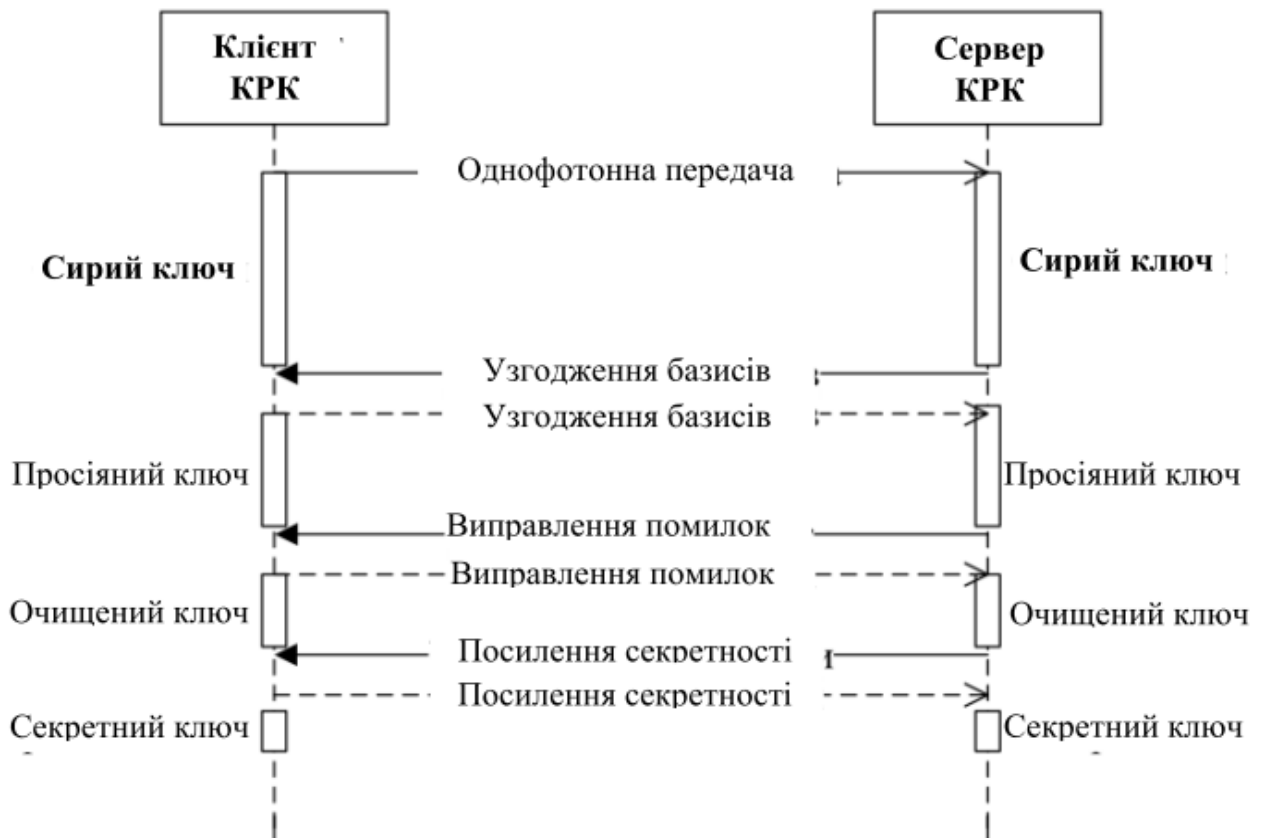 Клієнт
КРК
Сервер
КРК
Однофотонна передача
Сирий ключ
Сирий ключ
Узгодження базисів
Узгодження базисів
Просіяний ключ
Просіяний ключ
Виправлення помилок
Виправлення помилок
Очищений ключ
Очищений ключ
Посилення секретності
Посилення секретності
Секретний ключ
Секретний ключ